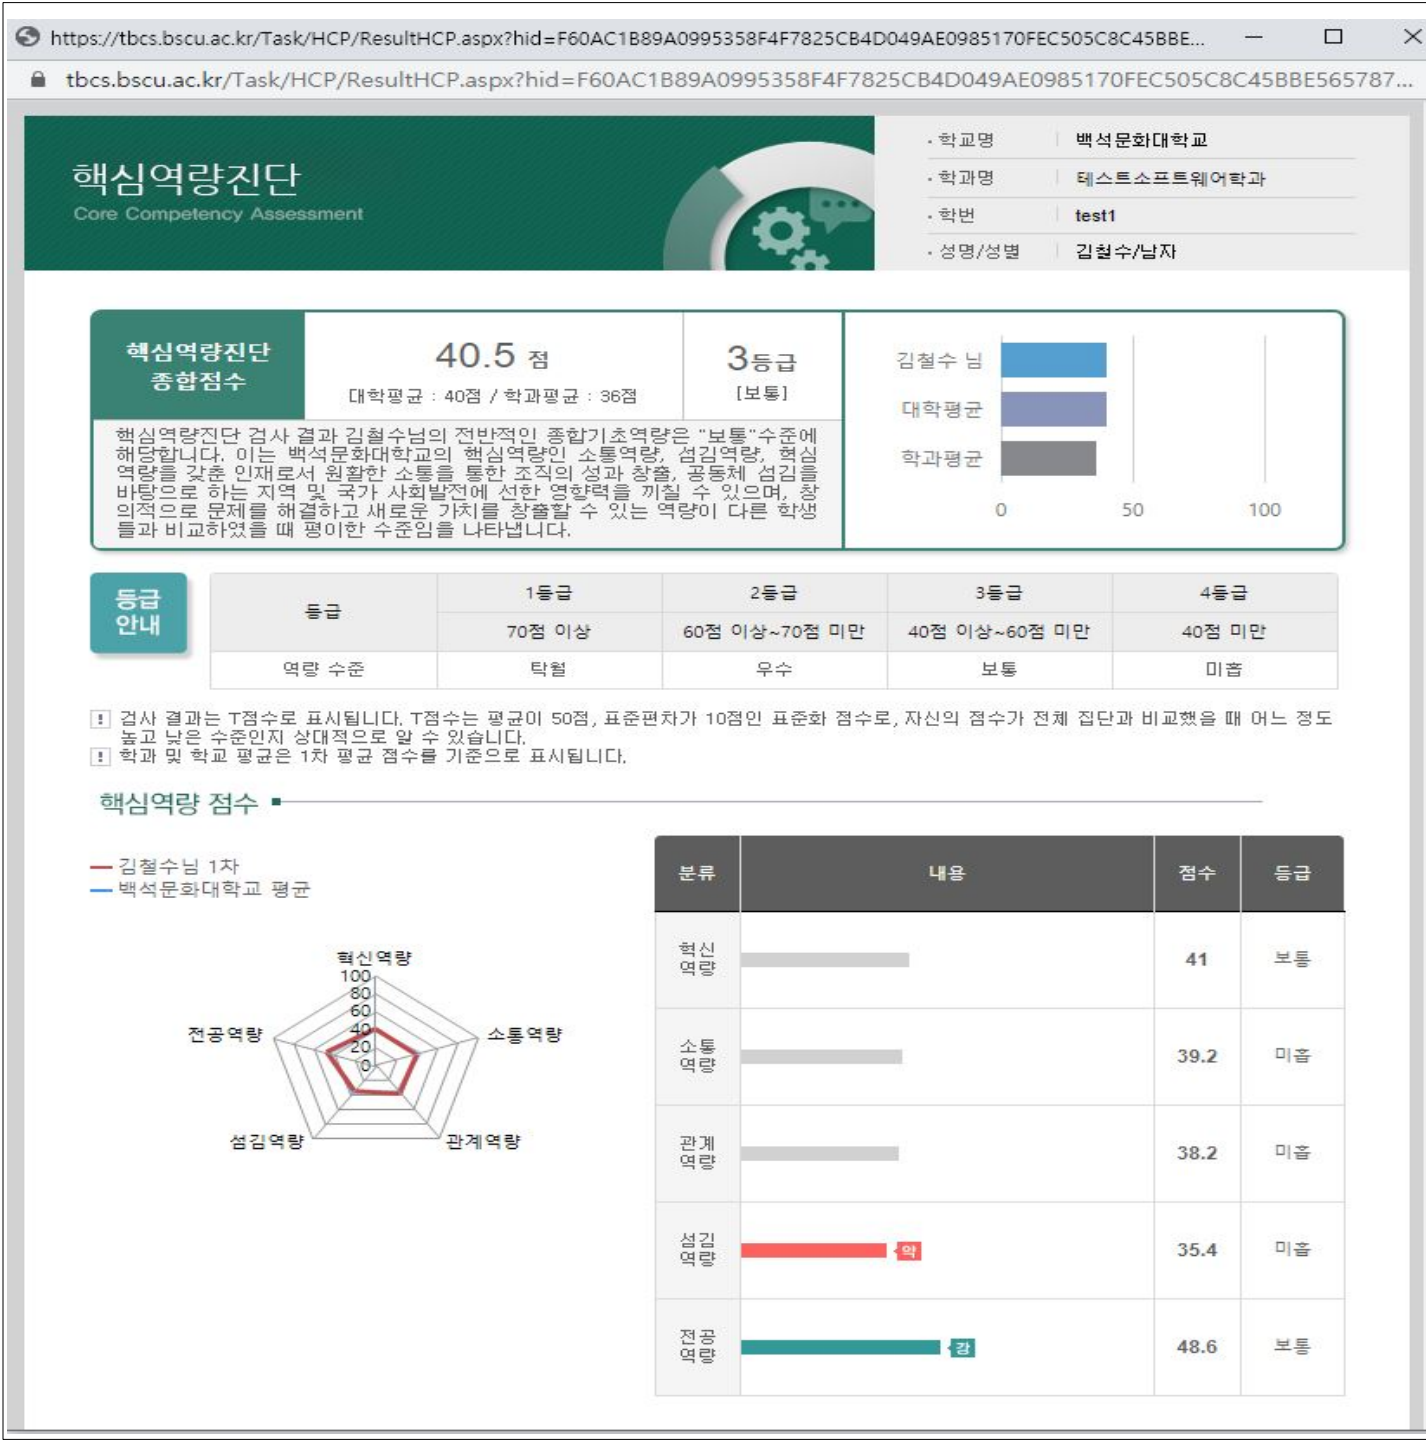 https://tbcs.bscu.ac.kr/Task/HCP/ResultHCP.aspx?hid=F60AC1B89A0995358F4F7825CB4D049AE0985170FEC505C8C45BBE...
tbcs.bscu.ac.kr/Task/HCP/ResultHCP.aspx?hid=F60AC1B89A0995358F4F7825CB4D049AE0985170FEC505C8C45BBE565787...
핵심역량진단
Core Competency Assessment
· 학교명 백석문화대학교
· 학과명 테스트소프트웨어학과
· 학번 test1
· 성명/성별 김철수/남자
핵심역량진단
종합점수
40.5 점
대학평균 : 40점 / 학과평균 : 36점
3등급
[보통]
핵심역량진단 검사 결과 김철수님의 전반적인 종합기초역량은 "보통"수준에
해당합니다. 이는 백석문화대학교의 핵심역량인 소통역량, 섬김역량, 혁심
역량을 갖춘 인재로서 원활한 소통을 통한 조직의 성과 창출, 공동체 섬김을
바탕으로 하는 지역 및 국가 사회발전에 선한 영향력을 끼칠 수 있으며, 창
의적으로 문제를 해결하고 새로운 가치를 창출할 수 있는 역량이 다른 학생
들과 비교하였을 때 평이한 수준임을 나타냅니다.
김철수 님
대학평균
학과평균
0 50 100
등급
안내
등급 1등급 2등급 3등급 4등급
70점 이상 60점 이상~70점 미만 40점 이상~60점 미만 40점 미만
역량 수준 탁월 우수 보통 미흡
! 검사 결과는 T점수로 표시됩니다. T점수는 평균이 50점, 표준편차가 10점인 표준화 점수로, 자신의 점수가 전체 집단과 비교했을 때 어느 정도
높고 낮은 수준인지 상대적으로 알 수 있습니다.
! 학과 및 학교 평균은 1차 평균 점수를 기준으로 표시됩니다.
핵심역량 점수
김철수님 1차
백석문화대학교 평균
혁신역량
100
80
60
40
20
0
전공역량
소통역량
섬김역량
관계역량
분류 내용 점수 등급
혁신
역량
41 보통
소통
역량
39.2 미흡
관계
역량
38.2 미흡
섬김
역량
약 35.4 미흡
전공
역량
강 48.6 보통